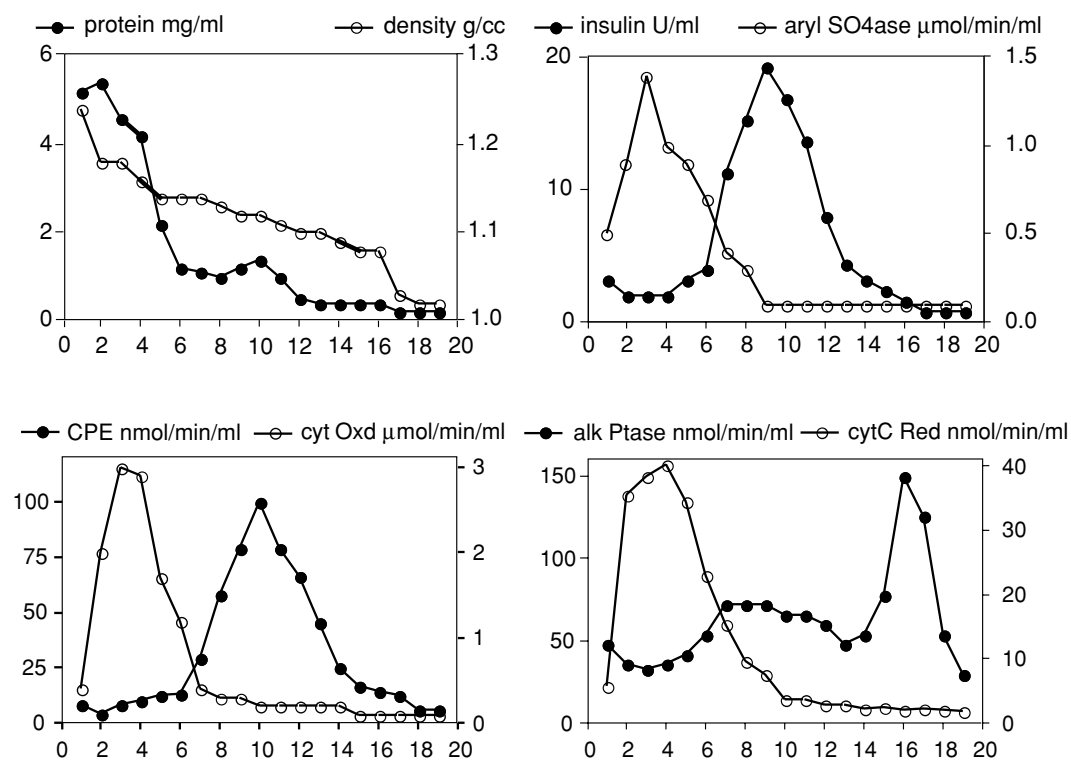 protein mg/ml density g/cc
6 1.3
4 1.2
2 1.1
0 1.0
0 2 4 6 8 10 12 14 16 18 20
insulin U/ml aryl SO4ase μmol/min/ml
20 1.5
1.0
10
0.5
0 0.0
0 2 4 6 8 10 12 14 16 18 20
CPE nmol/min/ml cyt Oxd μmol/min/ml
3
100
75 2
50
1
25
0 0
0 2 4 6 8 10 12 14 16 18 20
alk Ptase nmol/min/ml cytC Red nmol/min/ml
150 40
30
100
20
50
10
0 0
0 2 4 6 8 10 12 14 16 18 20